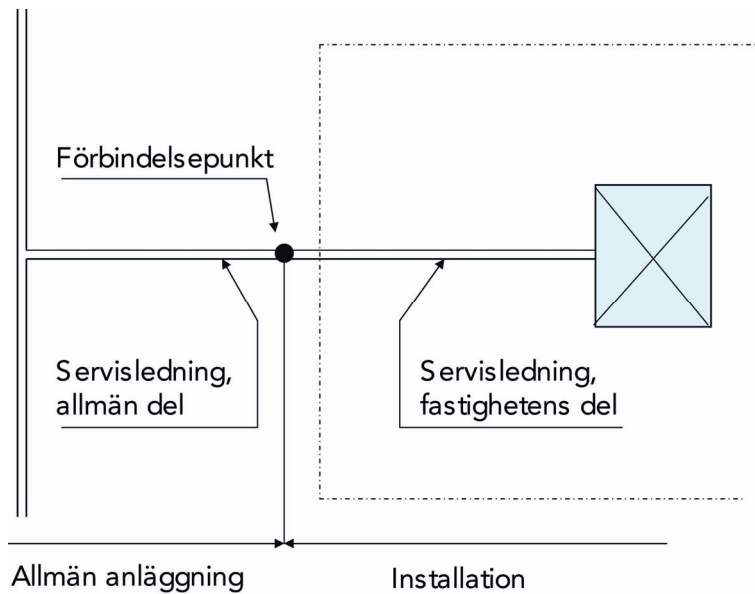 Förbindelsepunkt
Servisledning,
allmän del
Servisledning,
fastighetens del
Allmän anläggning
Installation